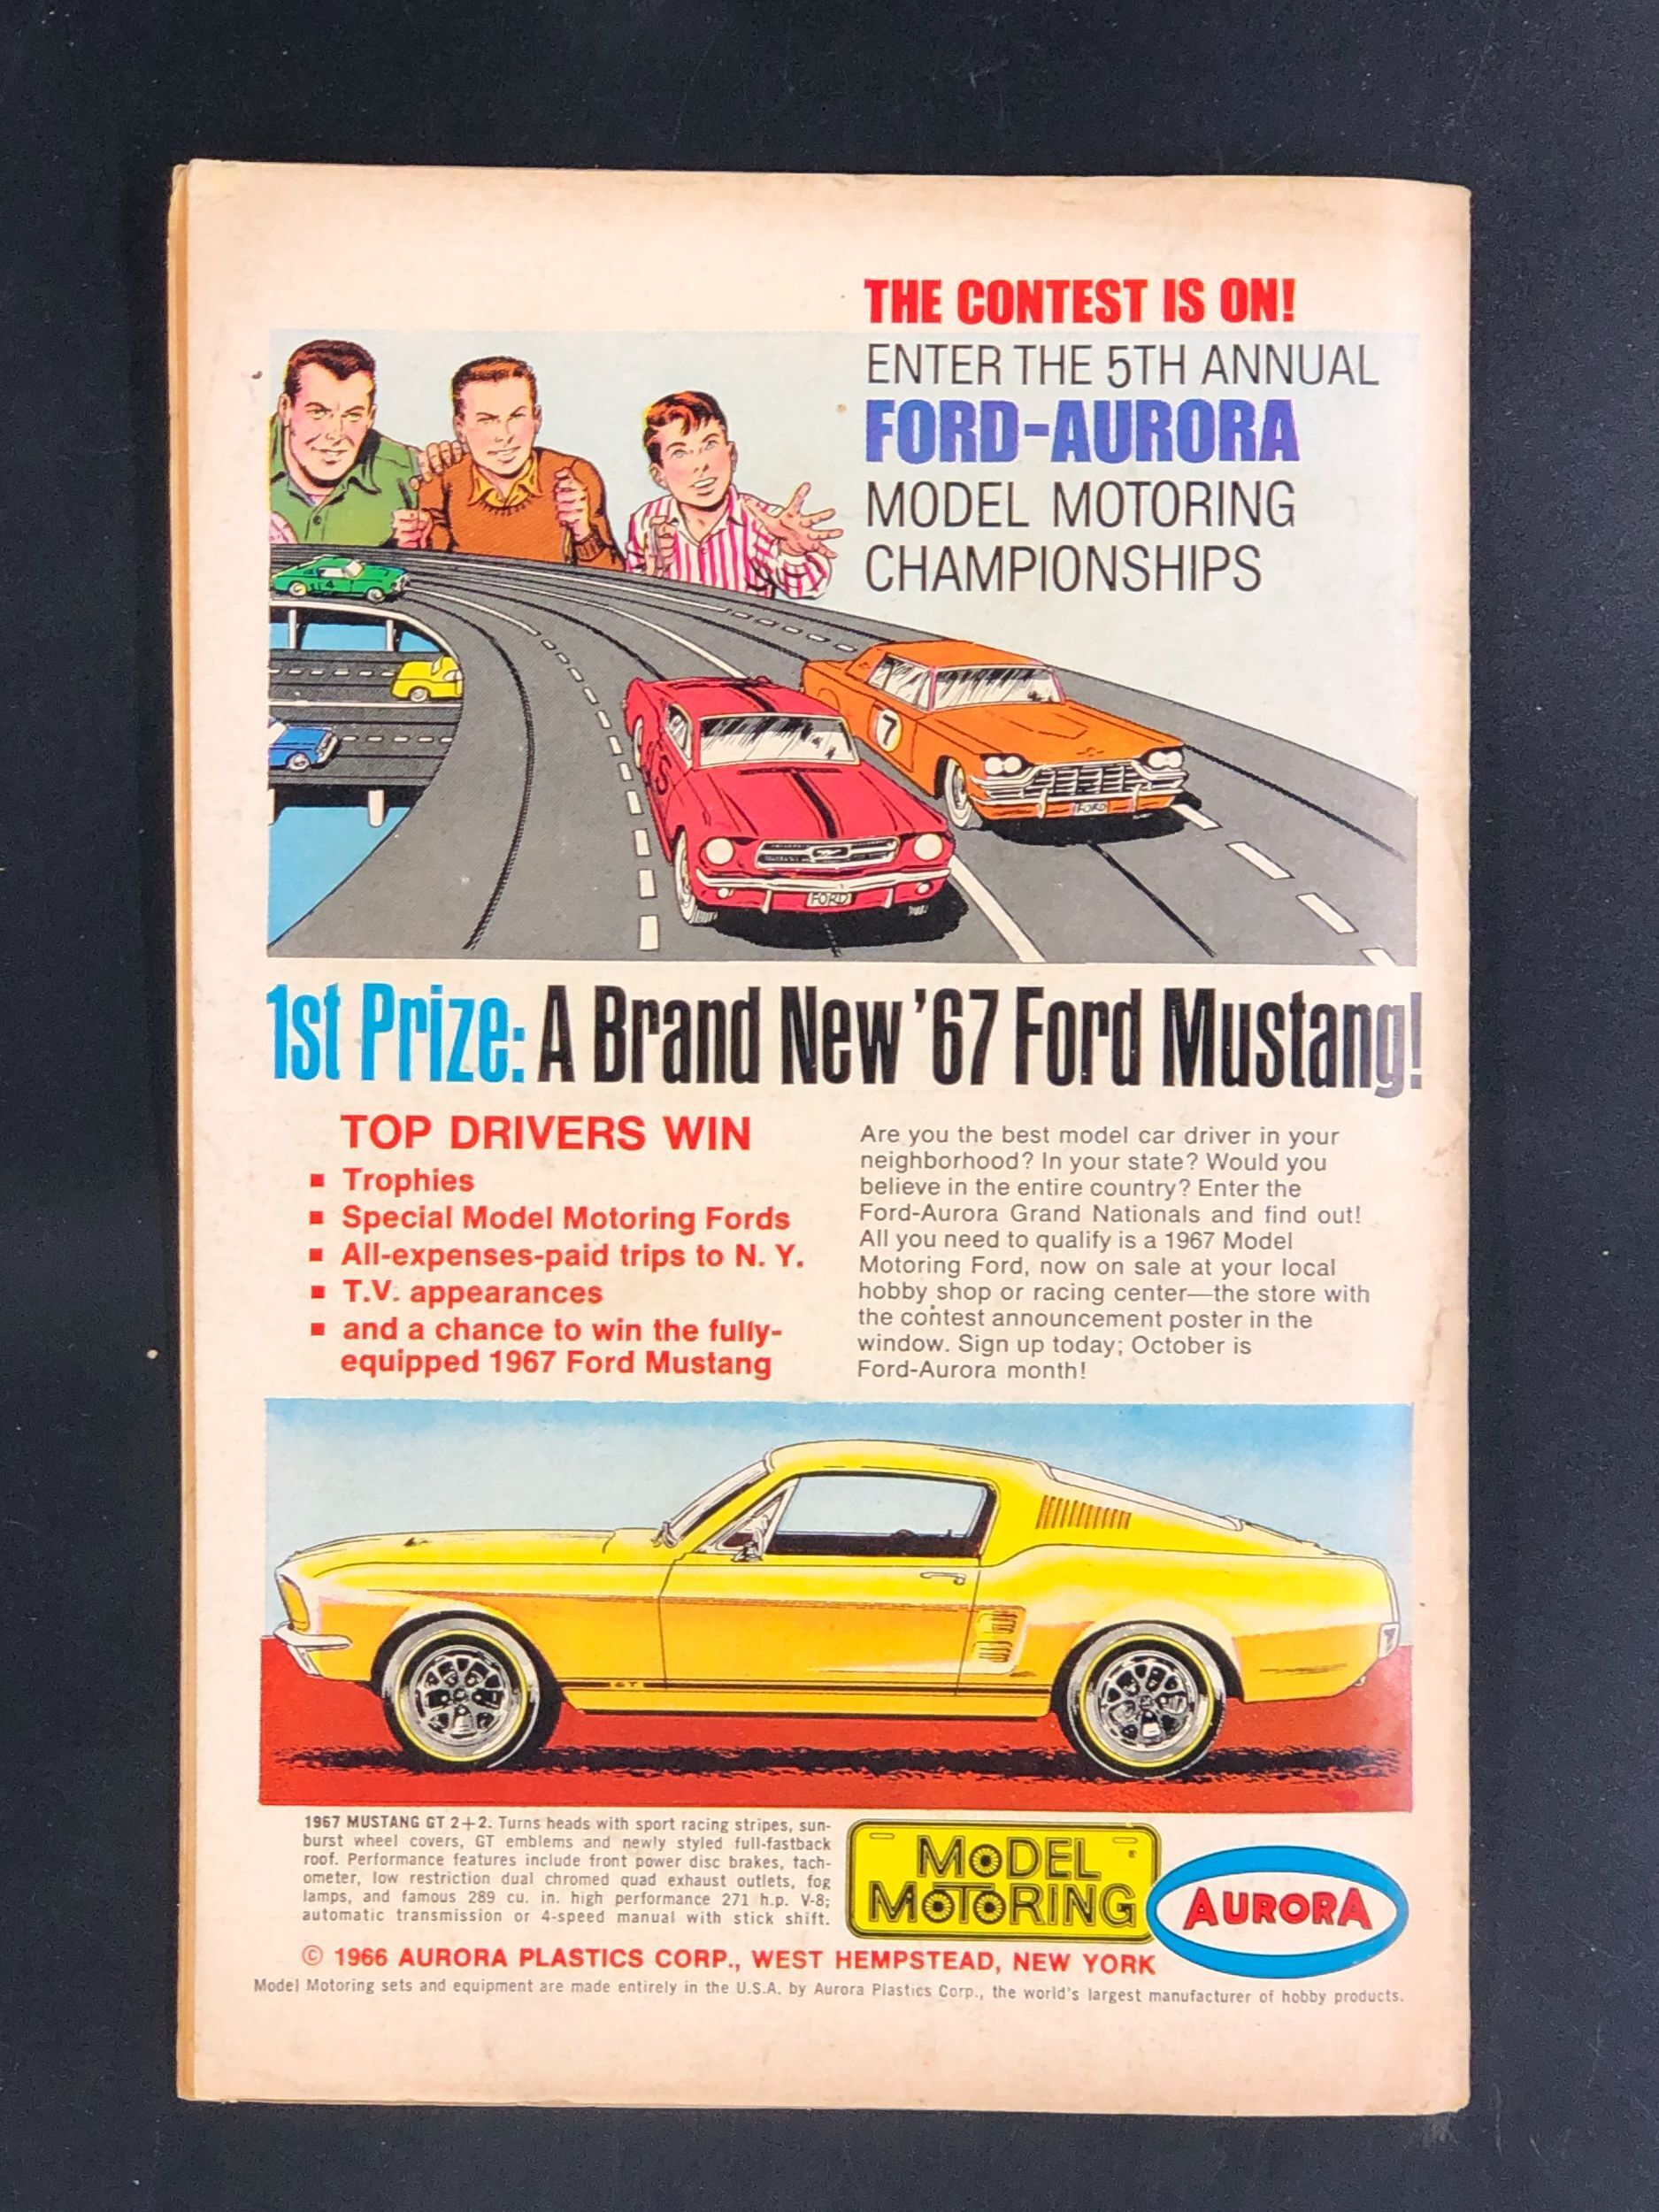 THE CONTEST IS ON!
ENTER THE 5TH ANNUAL
FORD-AURORA
MODEL MOTORING
CHAMPIONSHIPS
4
7
5
FORD
FORD
1st Prize: A Brand New '67 Ford Mustang!
TOP DRIVERS WIN
▪ Trophies
▪ Special Model Motoring Fords
▪ All-expenses-paid trips to N. Y.
▪ T.V. appearances
▪ and a chance to win the fully-
equipped 1967 Ford Mustang
Are you the best model car driver in your
neighborhood? In your state? Would you
believe in the entire country? Enter the
Ford-Aurora Grand Nationals and find out!
All you need to qualify is a 1967 Model
Motoring Ford, now on sale at your local
hobby shop or racing center—the store with
the contest announcement poster in the
window. Sign up today; October is
Ford-Aurora month!
GT
1967 MUSTANG GT 2+2. Turns heads with sport racing stripes, sun-
burst wheel covers, GT emblems and newly styled full-fastback
roof. Performance features include front power disc brakes, tach-
ometer, low restriction dual chromed quad exhaust outlets, fog
lamps, and famous 289 cu. in. high performance 271 h.p. V-8;
automatic transmission or 4-speed manual with stick shift.
MODEL
MOTORING
AURORA
© 1966 AURORA PLASTICS CORP., WEST HEMPSTEAD, NEW YORK
Model Motoring sets and equipment are made entirely in the U.S.A. by Aurora Plastics Corp., the world's largest manufacturer of hobby products.